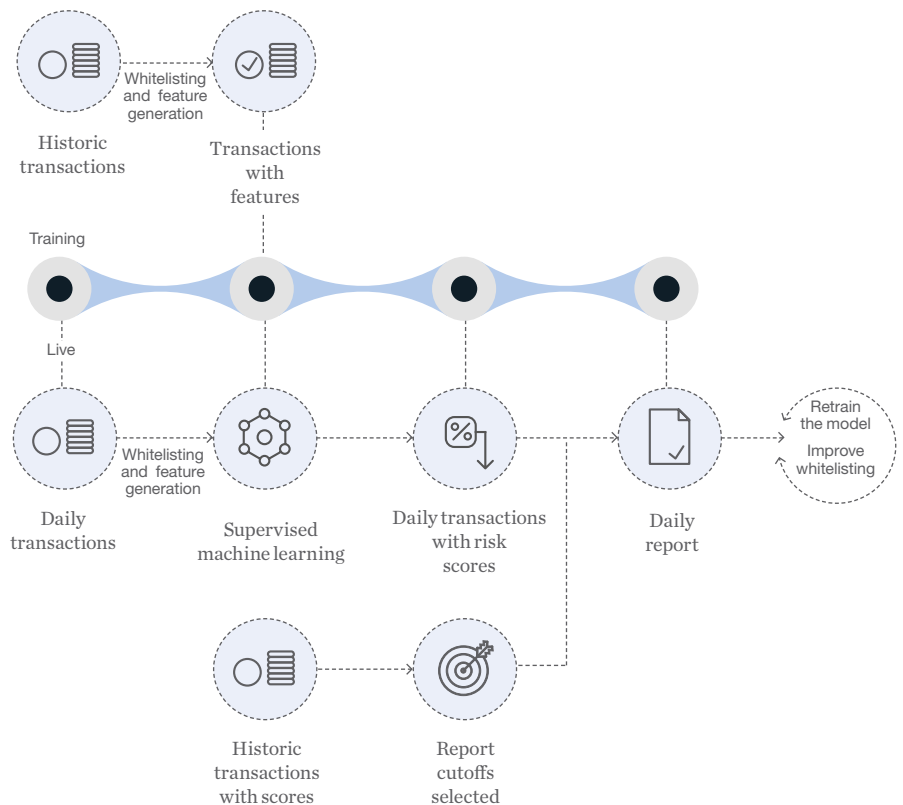 Whitelisting
and feature
generation
Historic
transactions
Transactions
with
features
Training
Live
Whitelisting
and feature
generation
Retrain
the model
Improve
whitelisting
Daily
transactions
Supervised
machine learning
Daily transactions
with risk
scores
Daily
report
Historic
transactions
with scores
Report
cutoffs
selected